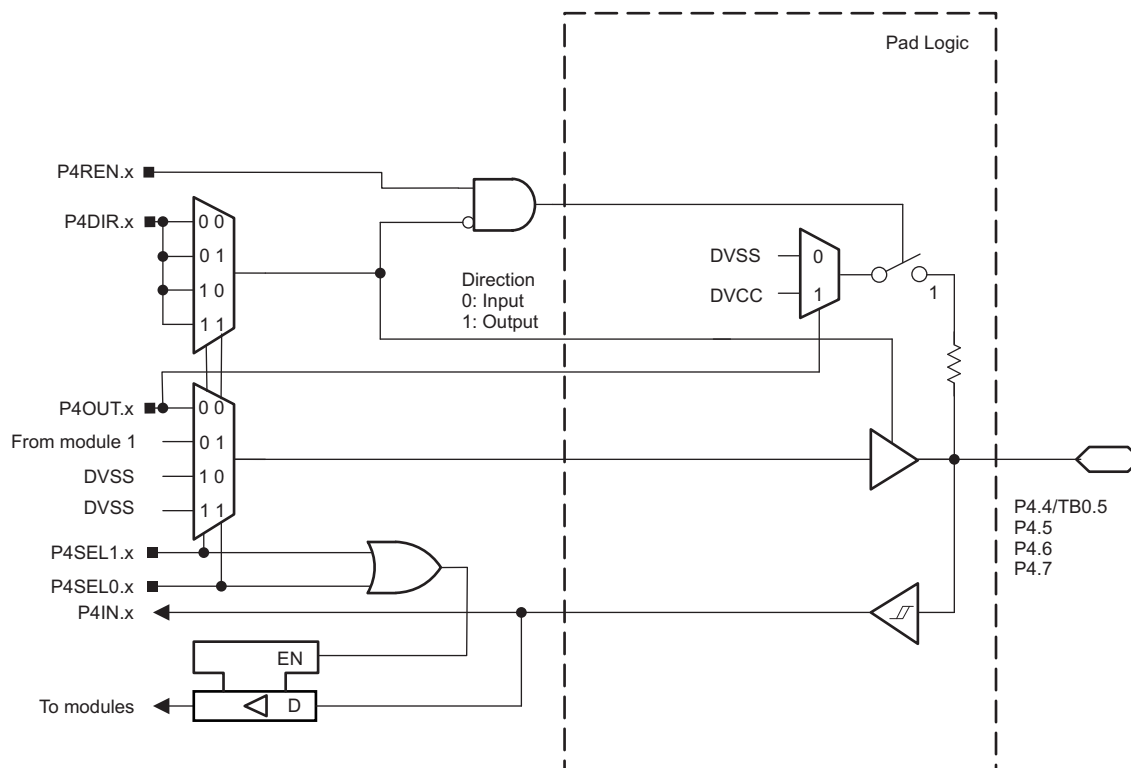 Pad Logic
P4REN.x
P4DIR.x
0 0
0 1
1 0
1 1
Direction
0: Input
1: Output
DVSS
0
DVCC
1
1
P4OUT.x
0 0
From module 1
0 1
DVSS
1 0
DVSS
1 1
P4.4/TB0.5
P4.5
P4.6
P4.7
P4SEL1.x
P4SEL0.x
P4IN.x
EN
To modules
D